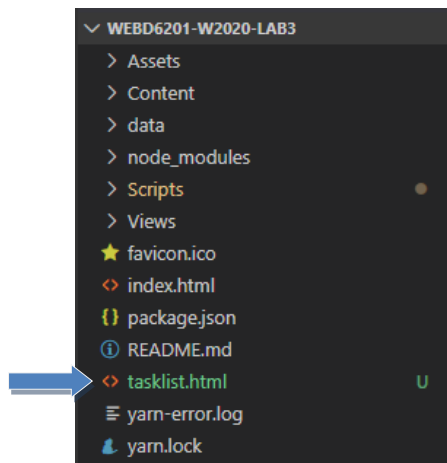 WEBD6201-W2020-LAB3
Assets
Content
data
node_modules
Scripts
Views
favicon.ico
index.html
package.json
README.md
tasklist.html U
yarn-error.log
yarn.lock